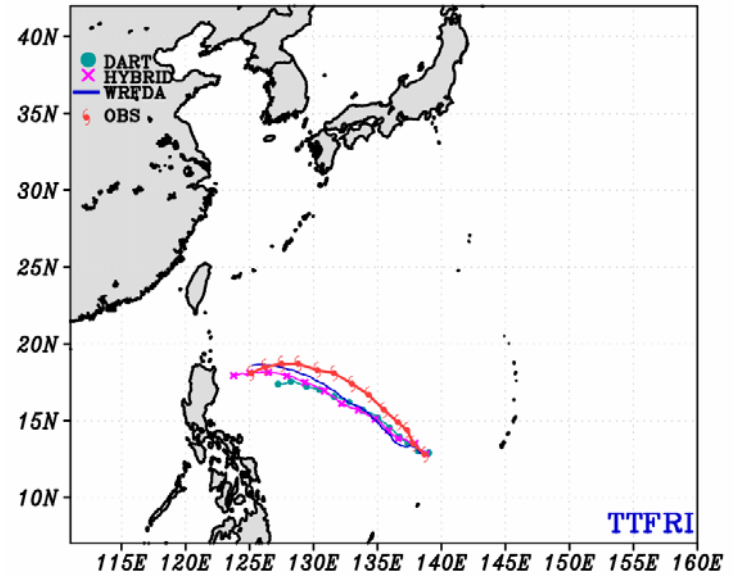 40N
35N
30N
25N
20N
15N
10N
DART
HYBRID
WRFDA
OBS
TTFRI
115E 120E 125E 130E 135E 140E 145E 150E 155E 160E